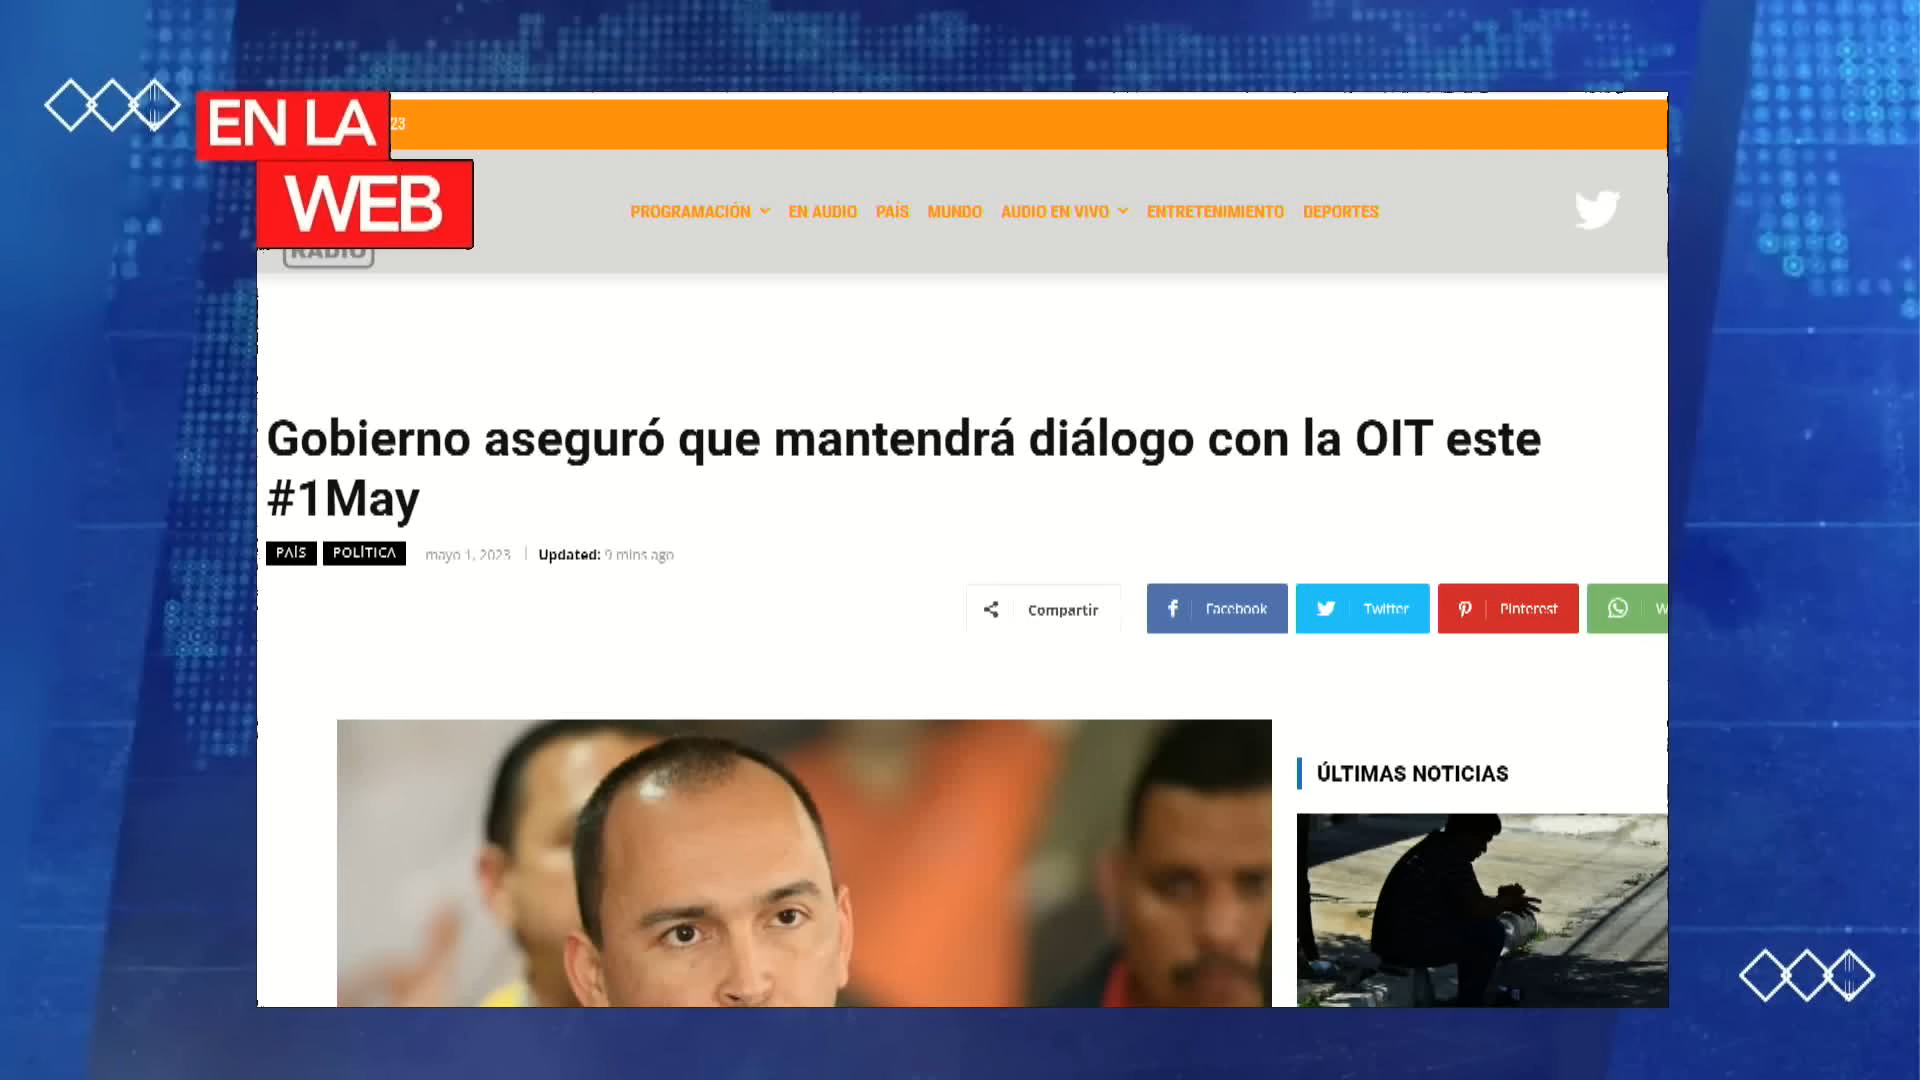 EN LA
WEB
23
RADIO
PROGRAMACIÓN EN AUDIO PAÍS MUNDO AUDIO EN VIVO ENTRETENIMIENTO DEPORTES
Gobierno aseguró que mantendrá diálogo con la OIT este
#1May
PAÍS POLÍTICA mayo 1, 2023 Updated: 9 mins ago
Compartir Facebook Twitter Pinterest W
ÚLTIMAS NOTICIAS